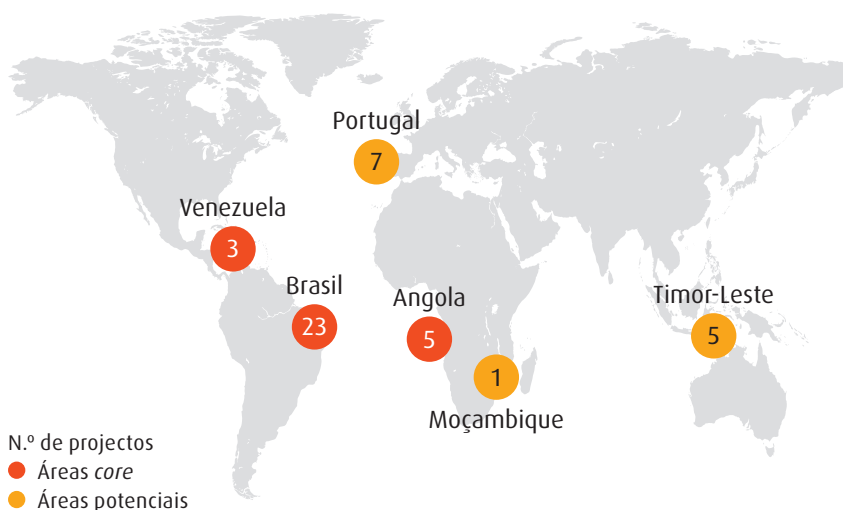 Portugal
7
Venezuela
3
Brasil
23
Angola
5
Timor-Leste
5
1
Moçambique
N.º de projectos
Áreas core
Áreas potenciais